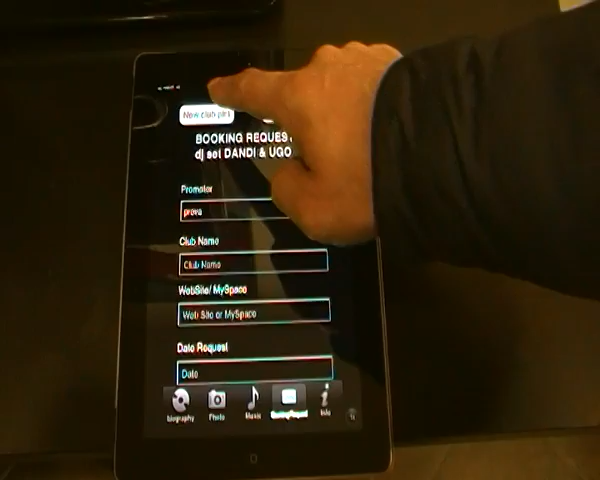 New club
BOOKING REQUES
dj set DANDI & UGO
Promoter
prova
Club Name
Club Name
WebSite/ MySpace
Web Site or MySpace
Date Request
Date
Biography
Photo
Music
BookingRequest
Info